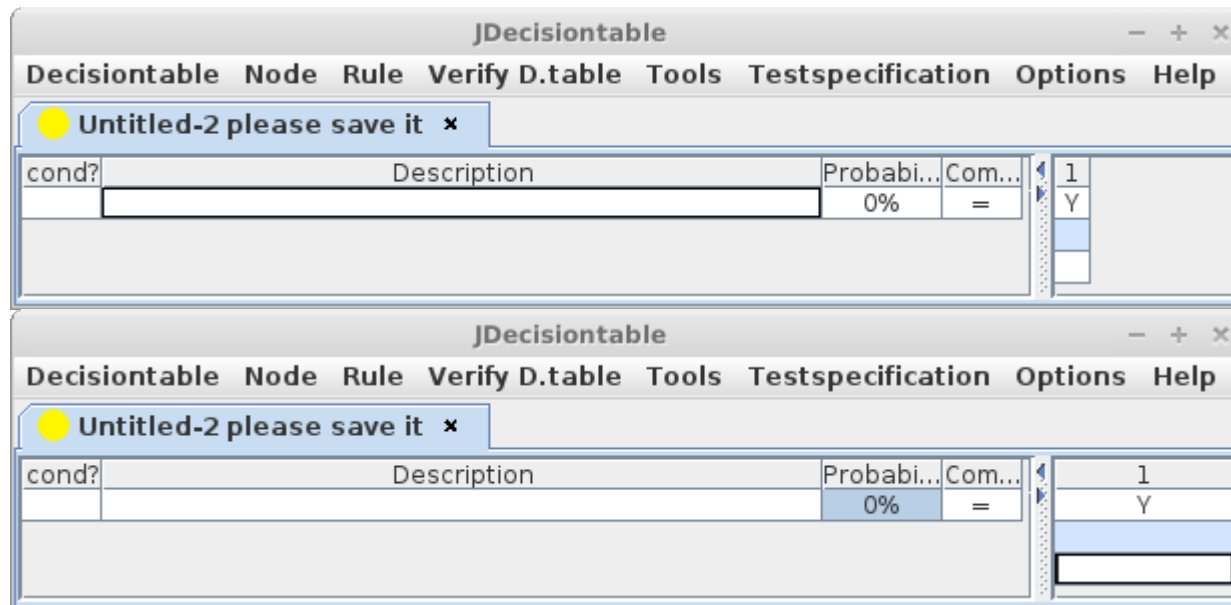 JDecisiontable
Decisiontable Node Rule Verify D.table Tools Testspecification Options Help
Untitled-2 please save it
cond? Description Probabi... Com... 1
0% = Y
JDecisiontable
Decisiontable Node Rule Verify D.table Tools Testspecification Options Help
Untitled-2 please save it
cond? Description Probabi... Com... 1
0% = Y